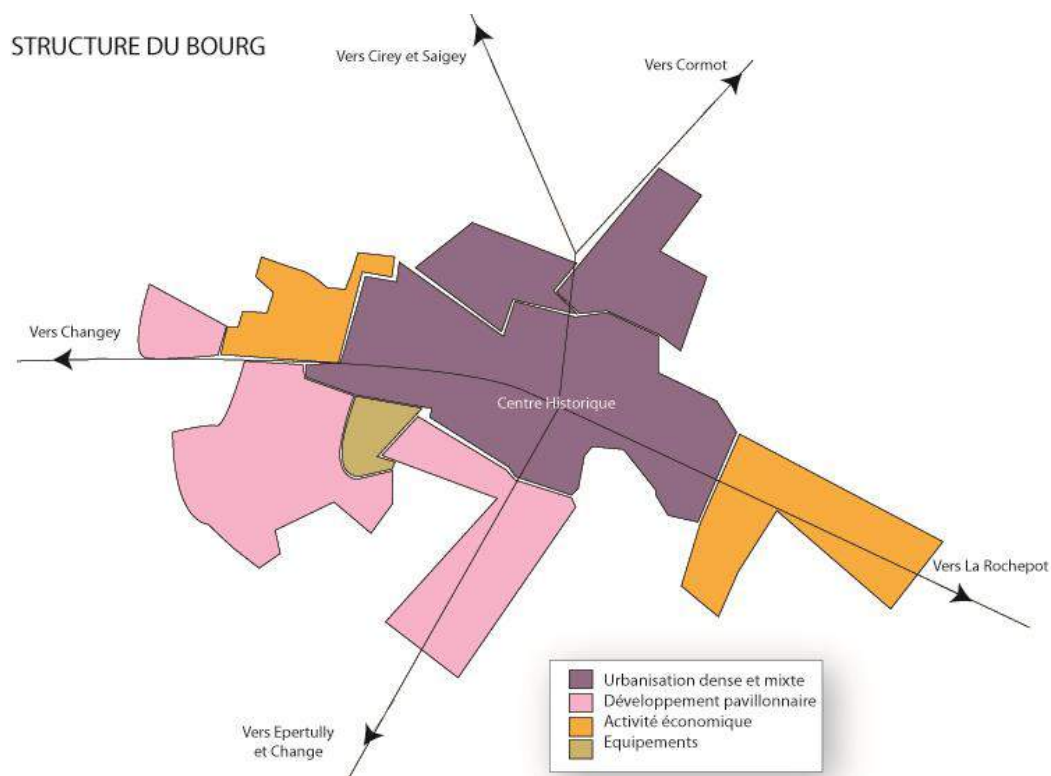 STRUCTURE DU BOURG
Vers Cirey et Saigey
Vers Cormot
Vers Changey
Centre Historique
Vers La Rochepot
Vers Epertully
et Change
Urbanisation dense et mixte
Développement pavillonnaire
Activité économique
Equipements